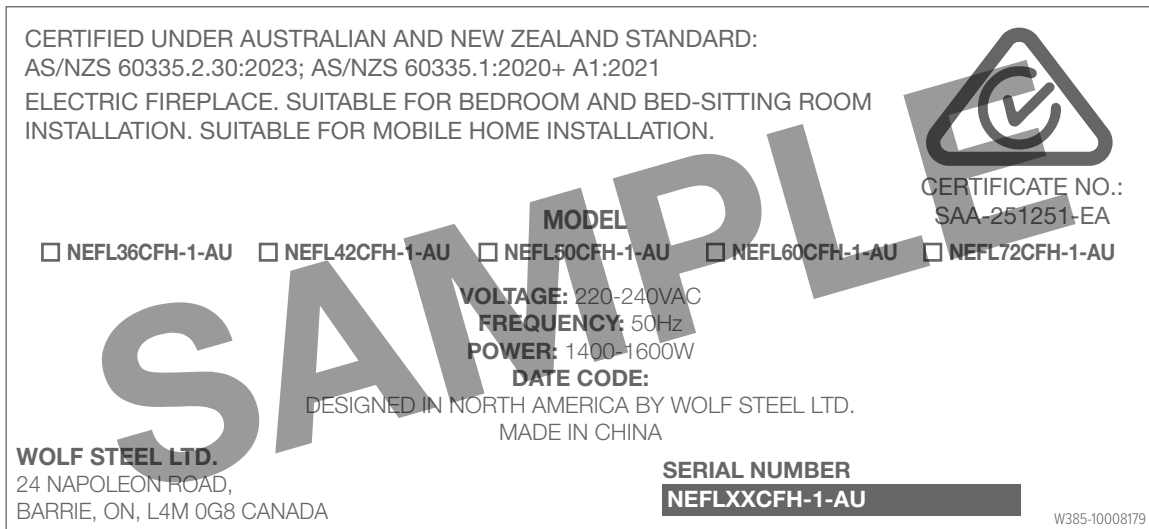 CERTIFIED UNDER AUSTRALIAN AND NEW ZEALAND STANDARD:
AS/NZS 60335.2.30:2023; AS/NZS 60335.1:2020+ A1:2021
ELECTRIC FIREPLACE. SUITABLE FOR BEDROOM AND BED-SITTING ROOM
INSTALLATION. SUITABLE FOR MOBILE HOME INSTALLATION.
CERTIFICATE NO.:
SAA-251251-EA
MODEL
☐ NEFL36CFH-1-AU ☐ NEFL42CFH-1-AU ☐ NEFL50CFH-1-AU ☐ NEFL60CFH-1-AU ☐ NEFL72CFH-1-AU
VOLTAGE: 220-240VAC
FREQUENCY: 50Hz
POWER: 1400-1600W
DATE CODE:
DESIGNED IN NORTH AMERICA BY WOLF STEEL LTD.
MADE IN CHINA
WOLF STEEL LTD.
24 NAPOLEON ROAD,
BARRIE, ON, L4M 0G8 CANADA
SERIAL NUMBER
NEFLXXCFH-1-AU
W385-10008179
SAMPLE